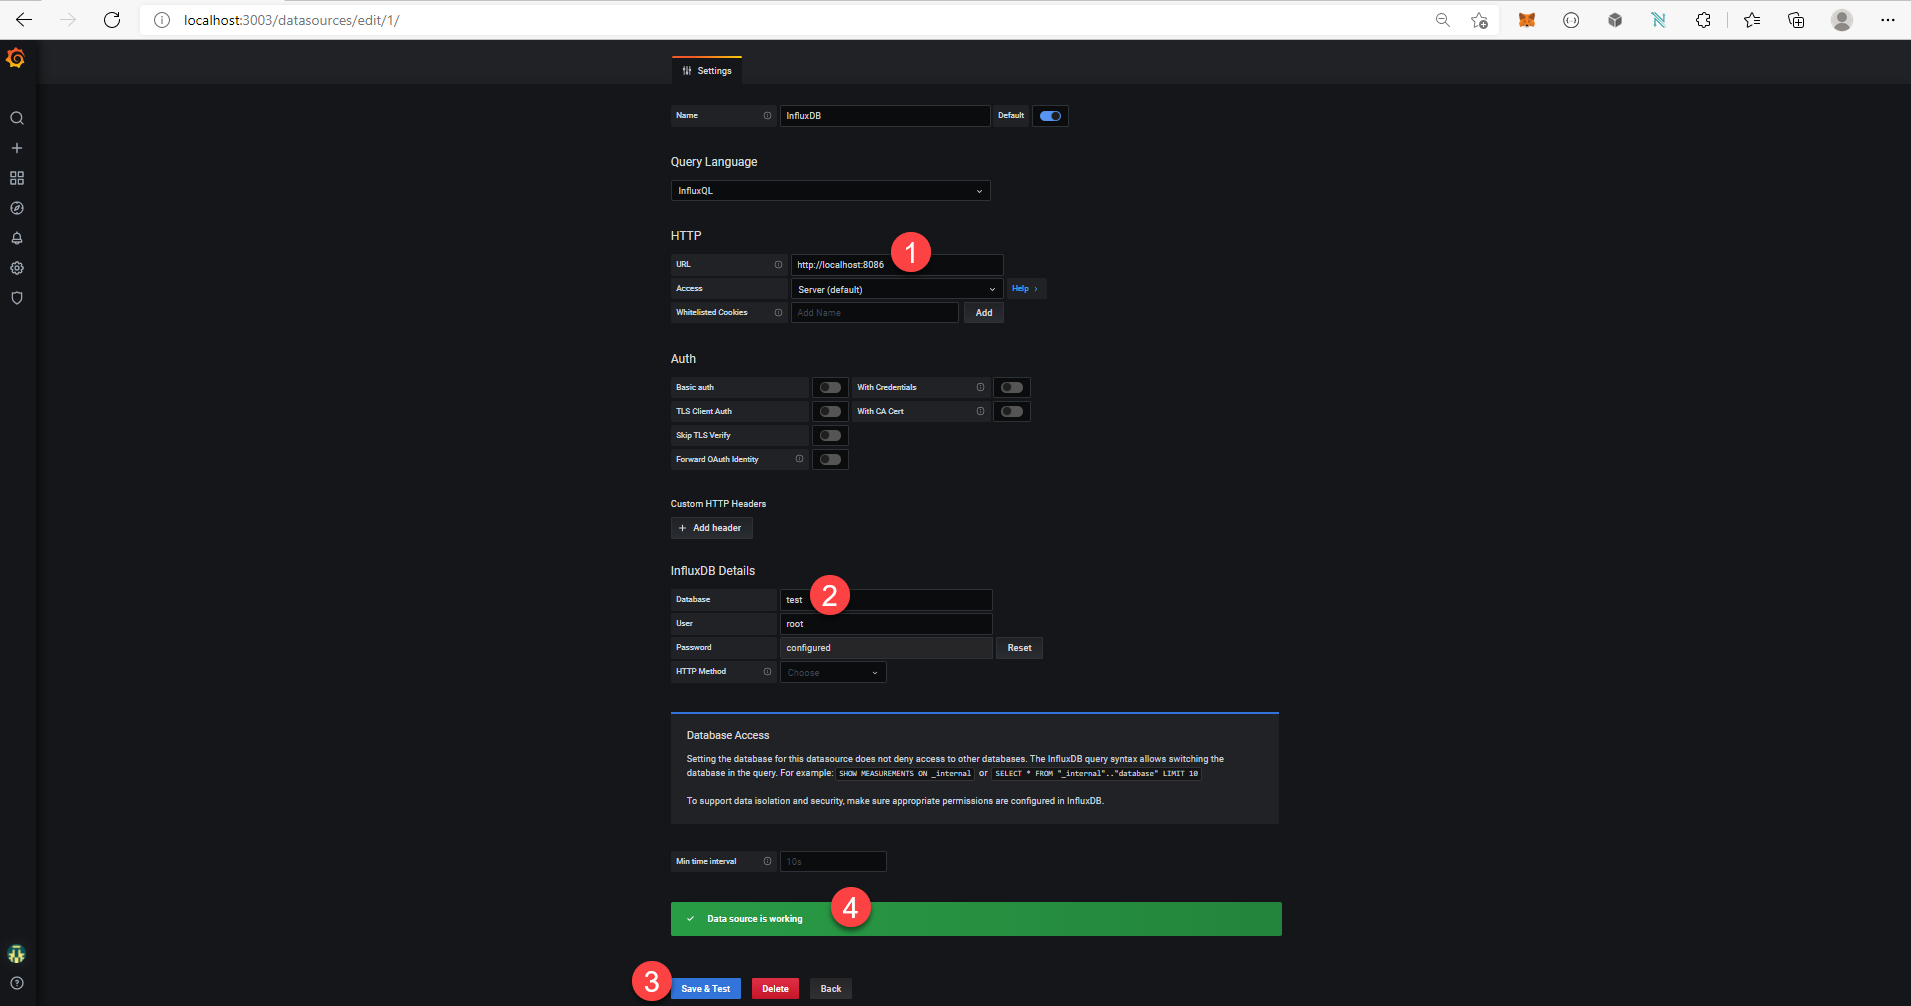 localhost:3003/datasources/edit/1/
Settings
Name InfluxDB Default
Query Language
InfluxQL
HTTP
1
URL http://localhost:8086
Access Server (default) Help
Whitelisted Cookies Add Name Add
Auth
Basic auth With Credentials
TLS Client Auth With CA Cert
Skip TLS Verify
Forward OAuth Identity
Custom HTTP Headers
Add header
InfluxDB Details
Database test 2
User root
Password configured Reset
HTTP Method Choose
Database Access
Setting the database for this datasource does not deny access to other databases. The InfluxDB query syntax allows switching the
database in the query. For example: SHOW MEASUREMENTS ON _internal or SELECT * FROM "_internal".."database" LIMIT 10
To support data isolation and security, make sure appropriate permissions are configured in InfluxDB.
Min time interval 10s
Data source is working 4
3 Save & Test Delete Back